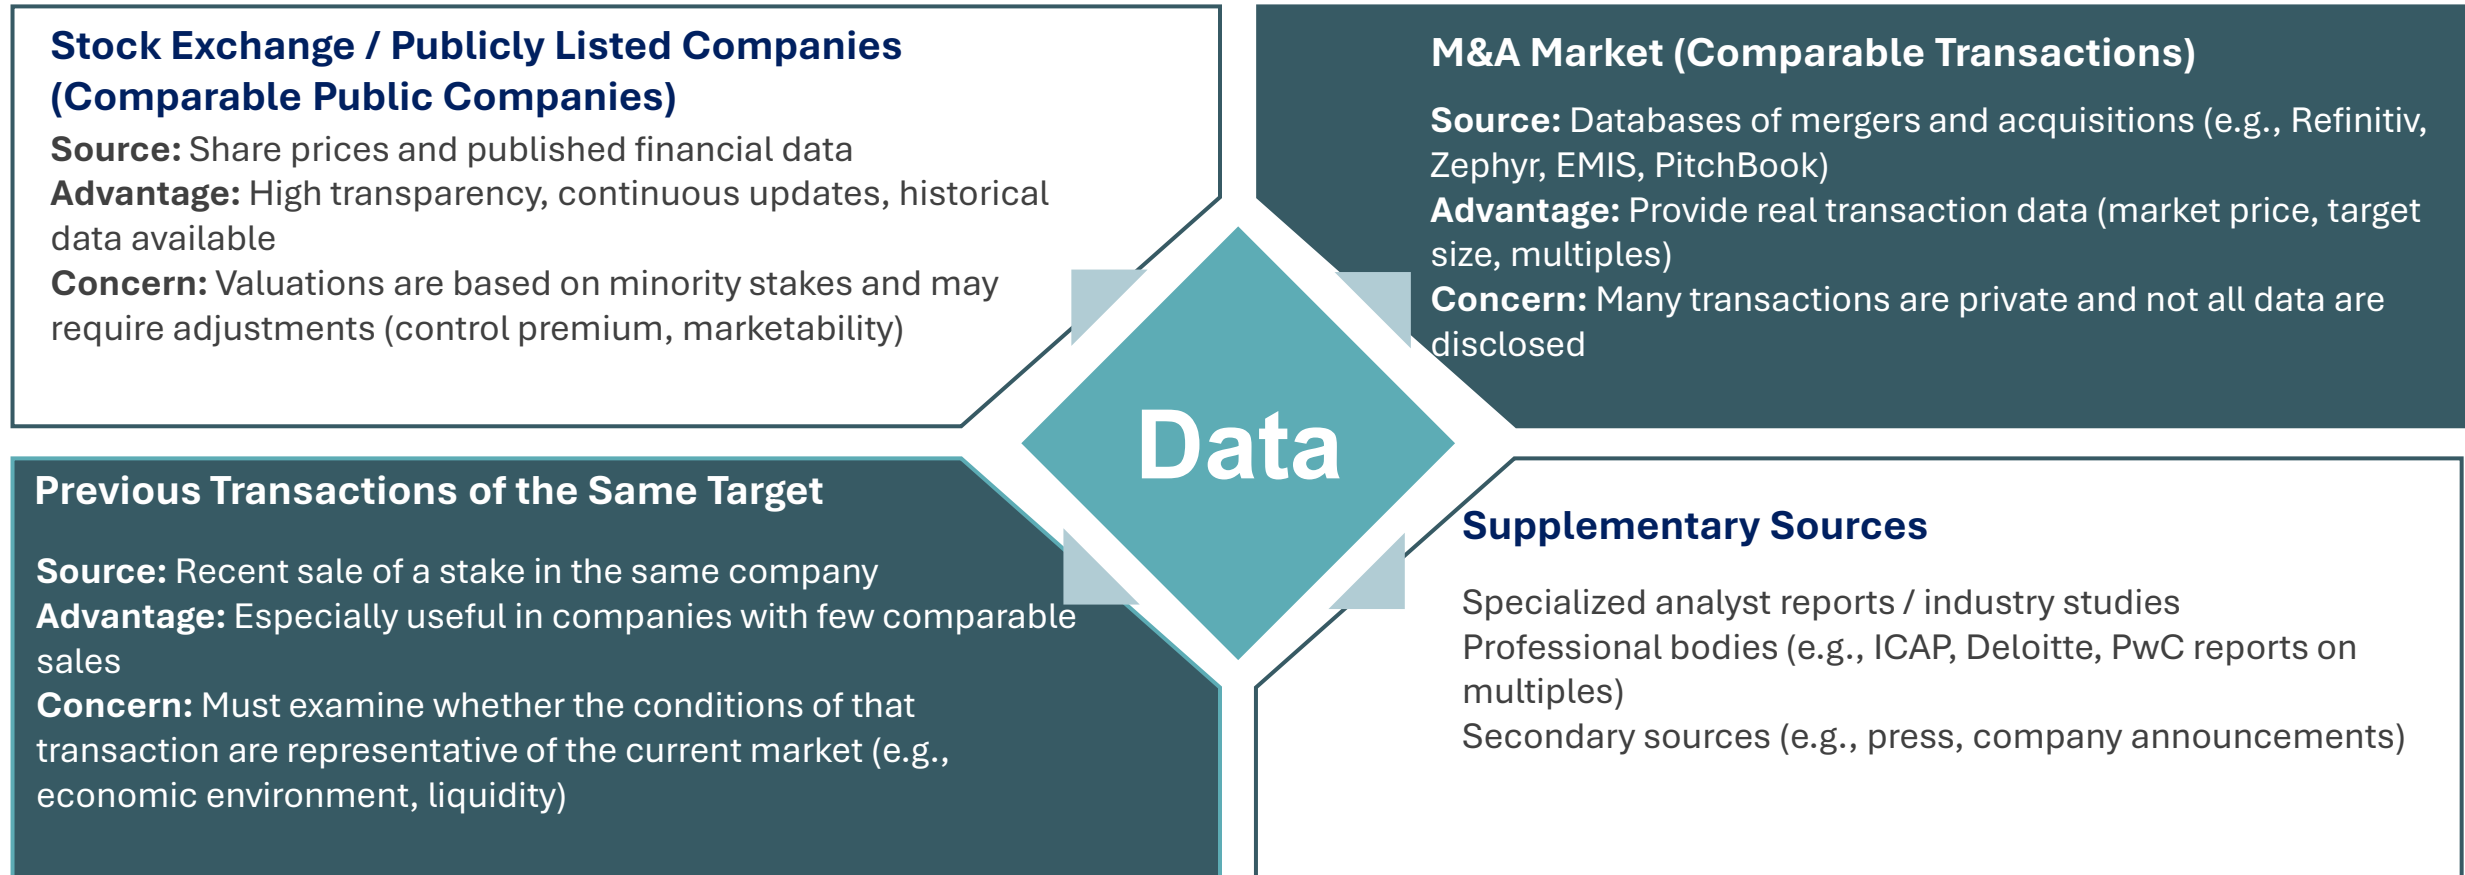 Stock Exchange / Publicly Listed Companies
(Comparable Public Companies)
Source: Share prices and published financial data
Advantage: High transparency, continuous updates, historical
data available
Concern: Valuations are based on minority stakes and may
require adjustments (control premium, marketability)
M&A Market (Comparable Transactions)
Source: Databases of mergers and acquisitions (e.g., Refinitiv,
Zephyr, EMIS, PitchBook)
Advantage: Provide real transaction data (market price, target
size, multiples)
Concern: Many transactions are private and not all data are
disclosed
Data
Previous Transactions of the Same Target
Source: Recent sale of a stake in the same company
Advantage: Especially useful in companies with few comparable
sales
Concern: Must examine whether the conditions of that
transaction are representative of the current market (e.g.,
economic environment, liquidity)
Supplementary Sources
Specialized analyst reports / industry studies
Professional bodies (e.g., ICAP, Deloitte, PwC reports on
multiples)
Secondary sources (e.g., press, company announcements)